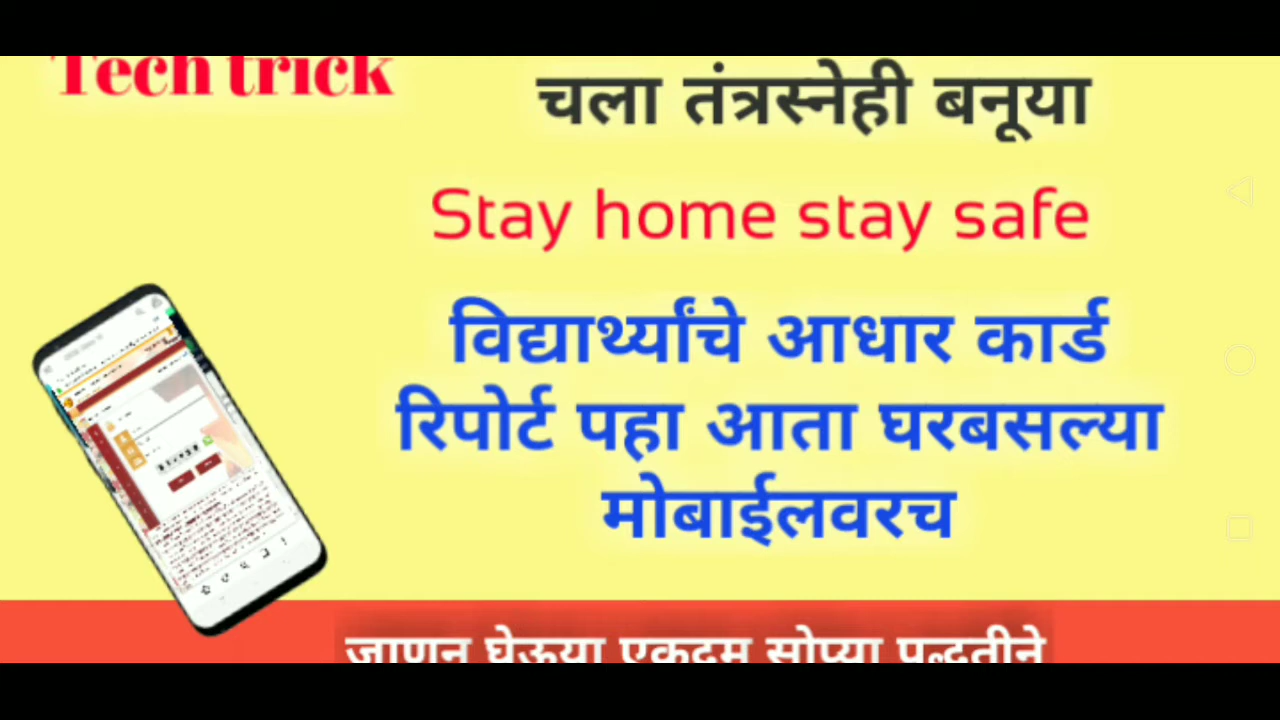 Tech trick
चला तंत्रस्नेही बनूया
Stay home stay safe
विद्यार्थ्यांचे आधार कार्ड
रिपोर्ट पहा आता घरबसल्या
मोबाईलवरच
जाणून घेऊया एकदम सोप्या पद्धतीने